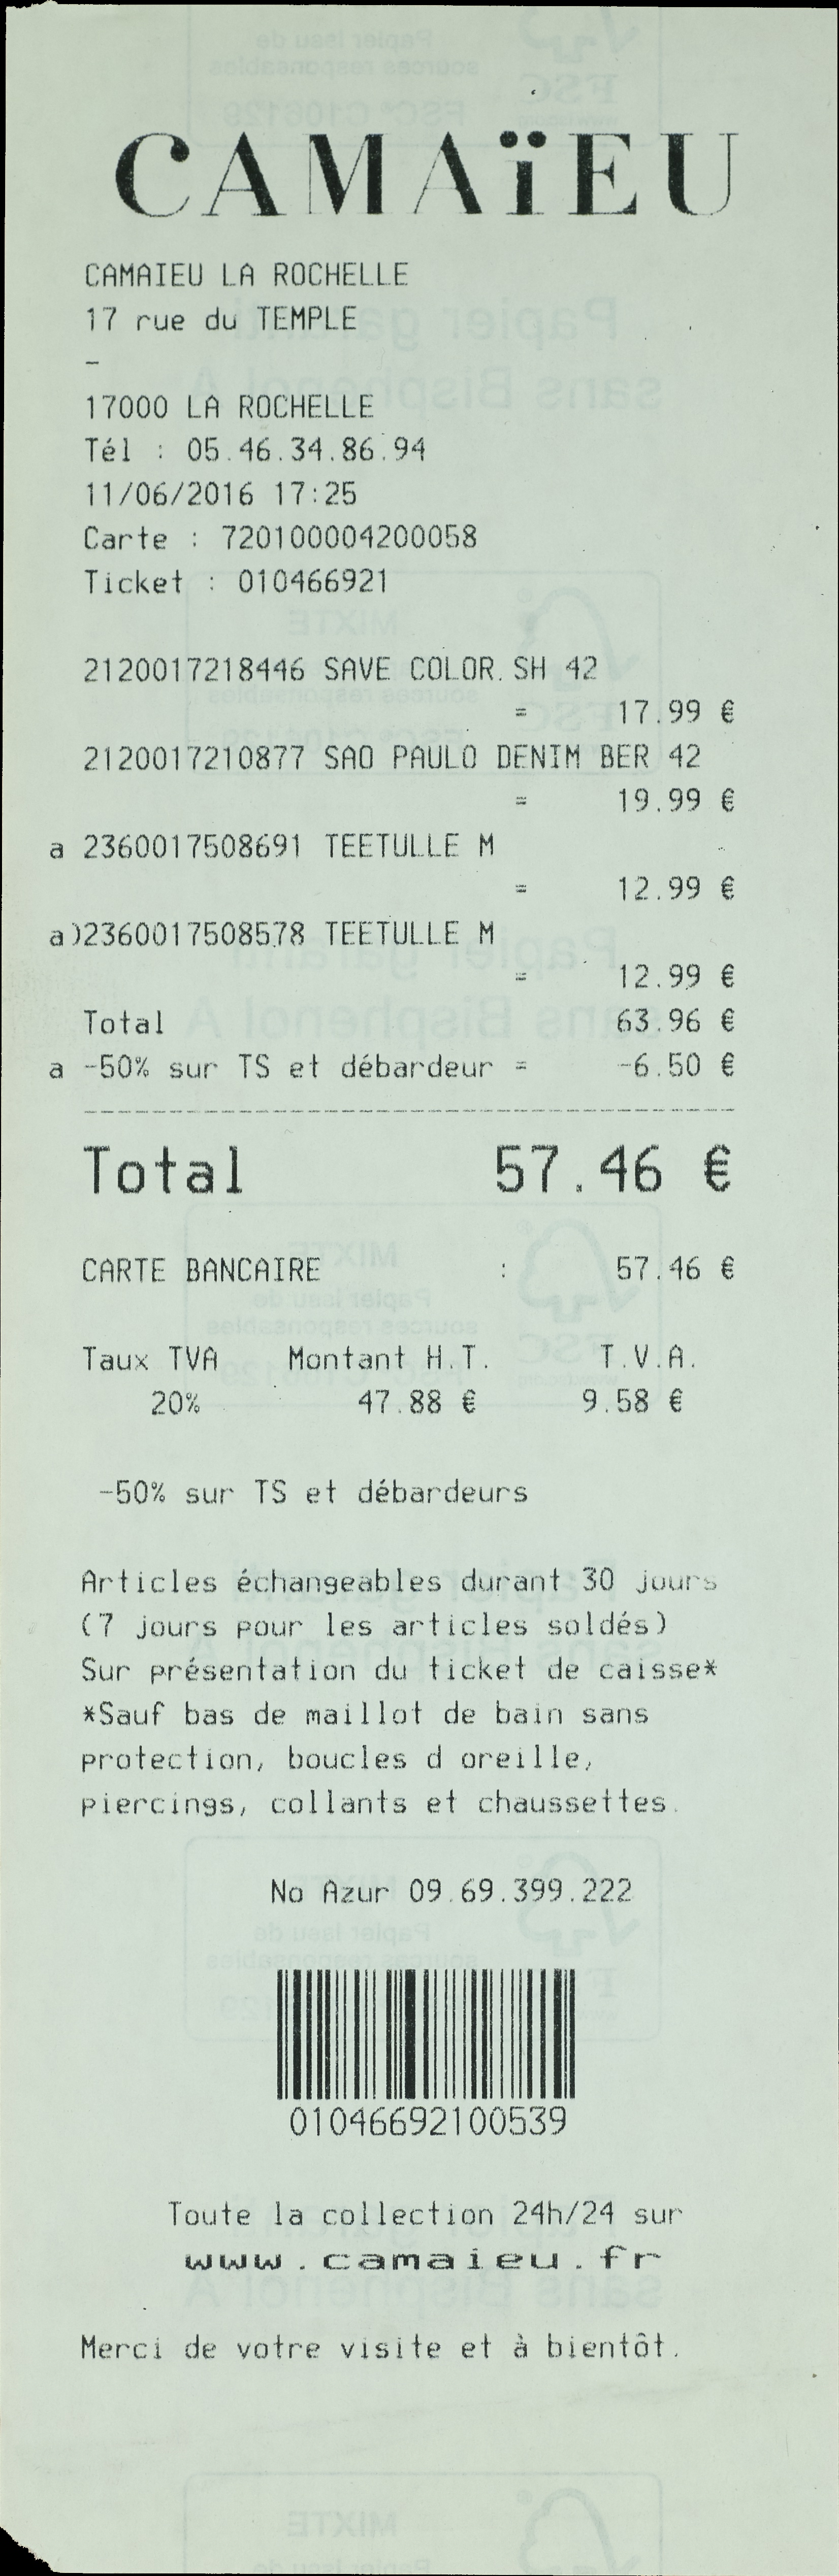 CAMAïEU
CAMAIEU LA ROCHELLE
17 rue du TEMPLE
-
17000 LA ROCHELLE
Tél : 05.46.34.86.94
11/06/2016 17:25
Carte : 720100004200058
Ticket : 010466921
2120017218446 SAVE COLOR.SH 42
= 17.99 €
2120017210877 SAO PAULO DENIM BER 42
= 19.99 €
a 2360017508691 TEETULLE M
= 12.99 €
a)2360017508578 TEETULLE M
= 12.99 €
Total 63.96 €
a -50% sur TS et débardeur = -6.50 €
Total 57.46 €
CARTE BANCAIRE : 57.46 €
Taux TVA Montant H.T. T.V.A.
20% 47.88 € 9.58 €
-50% sur TS et débardeurs
Articles échangeables durant 30 jours
(7 jours pour les articles soldés)
Sur présentation du ticket de caisse*
*Sauf bas de maillot de bain sans
protection, boucles d oreille,
piercings, collants et chaussettes.
No Azur 09.69.399.222
01046692100539
Toute la collection 24h/24 sur
www.camaieu.fr
Merci de votre visite et à bientôt.